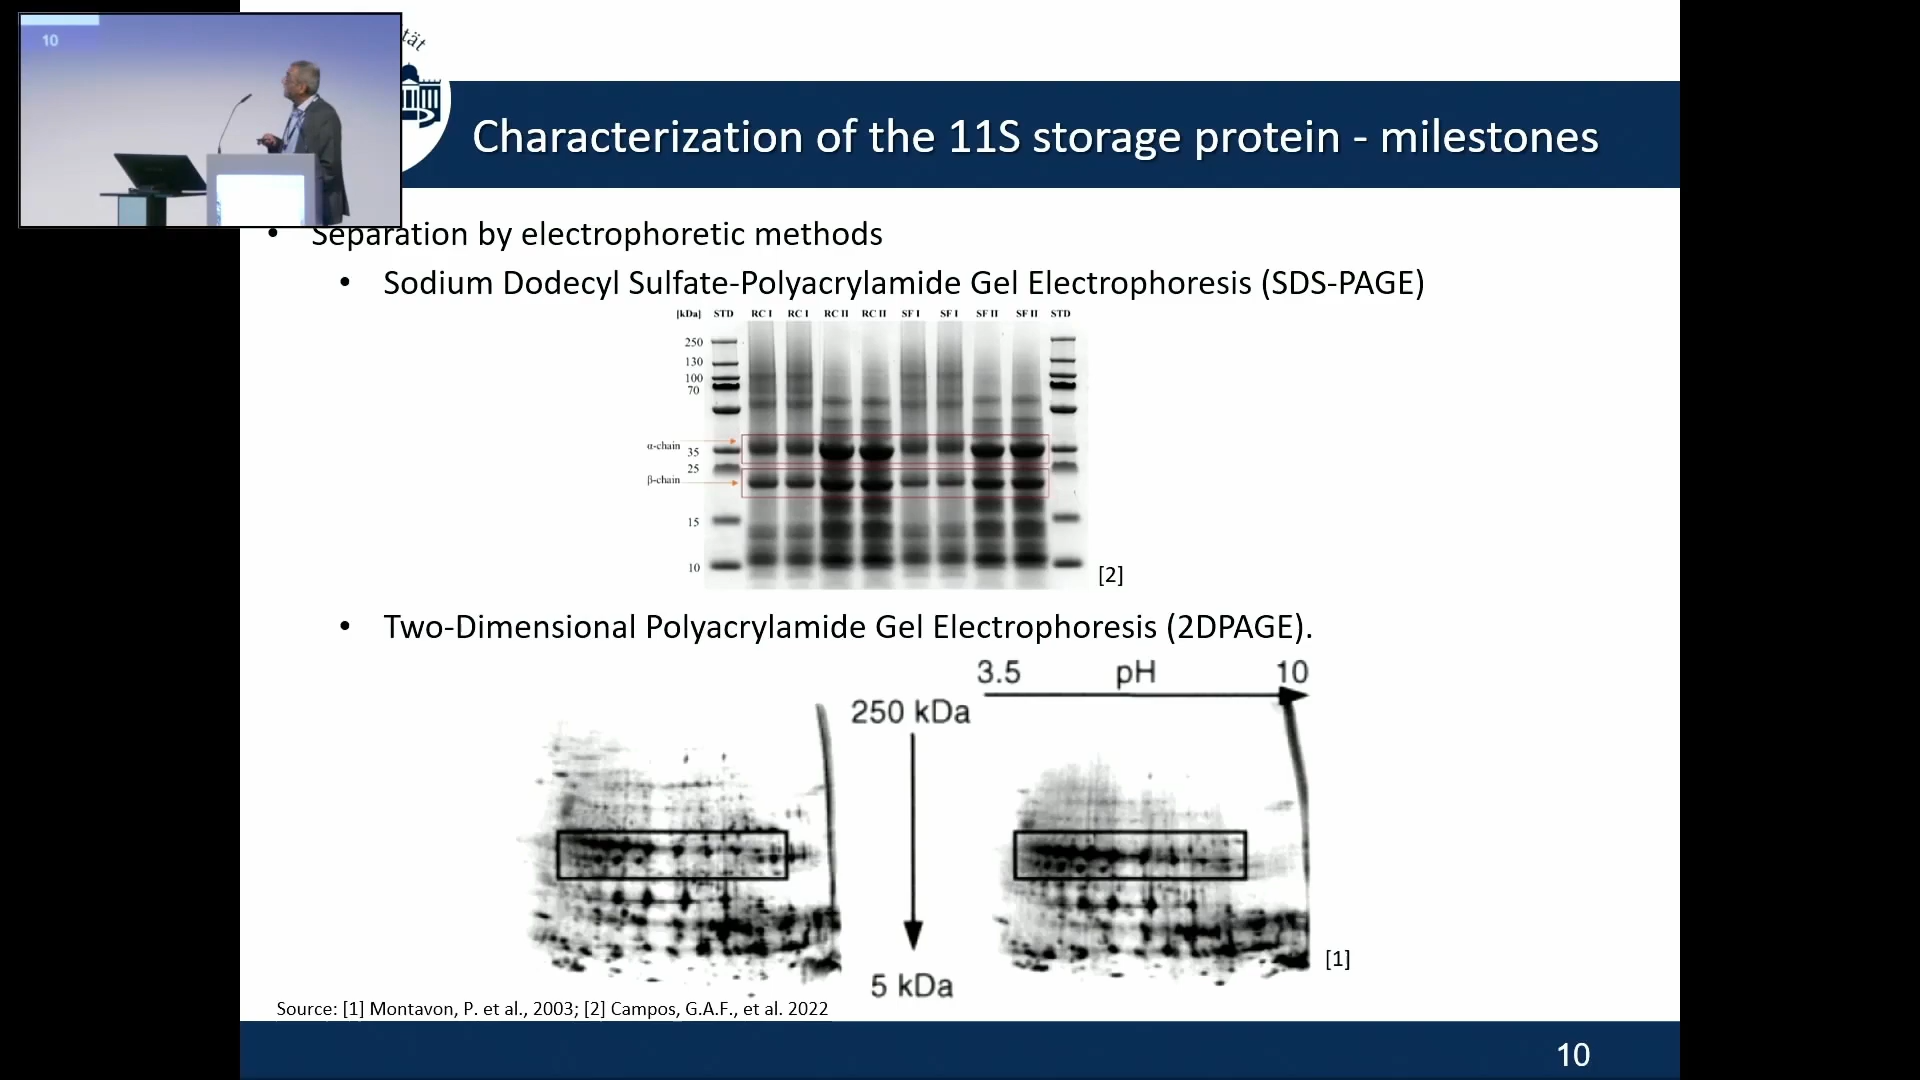 10
tät
Characterization of the 11S storage protein - milestones
• Separation by electrophoretic methods
• Sodium Dodecyl Sulfate-Polyacrylamide Gel Electrophoresis (SDS-PAGE)
[kDa] STD RC I RC I RC II RC II SF I SF I SF II SF II STD
250
130
100
70
α-chain
35
25
β-chain
15
10
[2]
• Two-Dimensional Polyacrylamide Gel Electrophoresis (2DPAGE).
3.5 pH 10
250 kDa
5 kDa
[1]
Source: [1] Montavon, P. et al., 2003; [2] Campos, G.A.F., et al. 2022
10